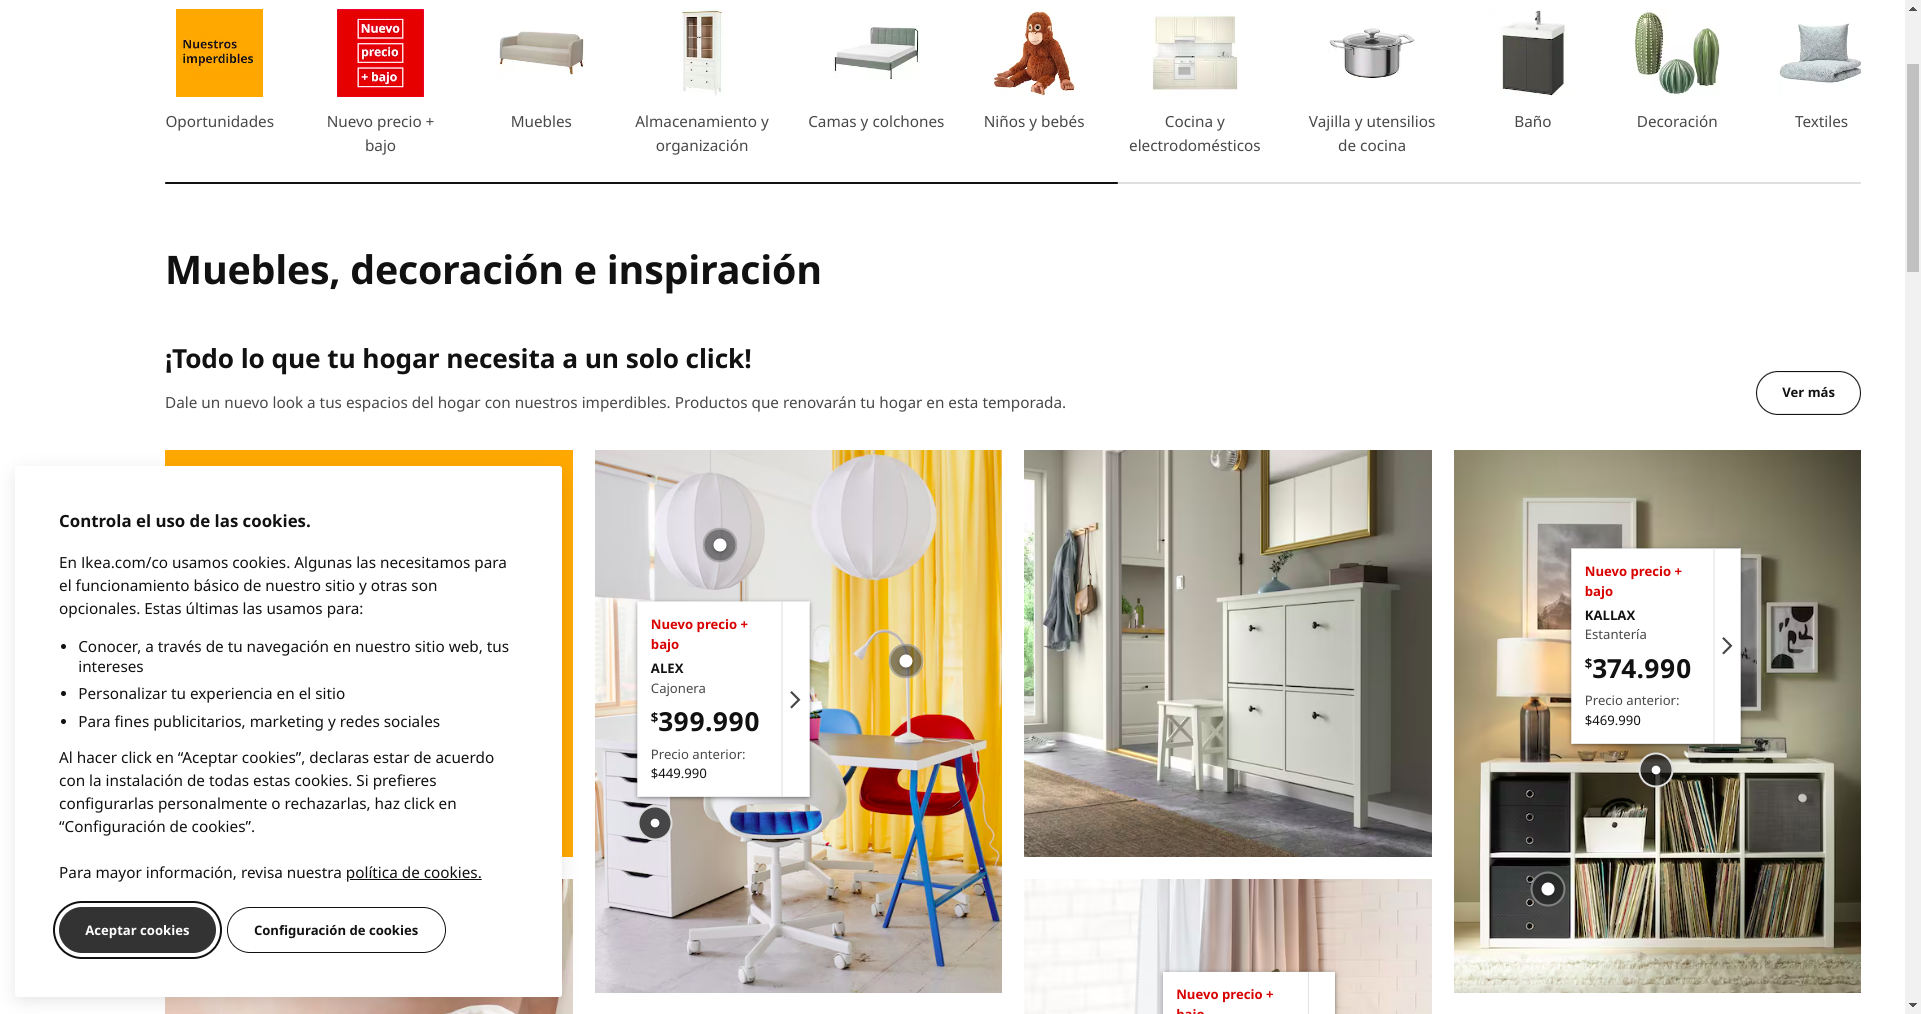 Nuestros
imperdibles
Nuevo
precio
+ bajo
Oportunidades
Nuevo precio +
bajo
Muebles
Almacenamiento y
organización
Camas y colchones
Niños y bebés
Cocina y
electrodomésticos
Vajilla y utensilios
de cocina
Baño
Decoración
Textiles
Muebles, decoración e inspiración
¡Todo lo que tu hogar necesita a un solo click!
Dale un nuevo look a tus espacios del hogar con nuestros imperdibles. Productos que renovarán tu hogar en esta temporada.
Ver más
Controla el uso de las cookies.
En Ikea.com/co usamos cookies. Algunas las necesitamos para
el funcionamiento básico de nuestro sitio y otras son
opcionales. Estas últimas las usamos para:
• Conocer, a través de tu navegación en nuestro sitio web, tus
intereses
• Personalizar tu experiencia en el sitio
• Para fines publicitarios, marketing y redes sociales
Al hacer click en “Aceptar cookies”, declaras estar de acuerdo
con la instalación de todas estas cookies. Si prefieres
configurarlas personalmente o rechazarlas, haz click en
“Configuración de cookies”.
Para mayor información, revisa nuestra política de cookies.
Aceptar cookies
Configuración de cookies
Nuevo precio +
bajo
ALEX
Cajonera
$399.990
Precio anterior:
$449.990
Nuevo precio +
bajo
KALLAX
Estantería
$374.990
Precio anterior:
$469.990
Nuevo precio +
bajo